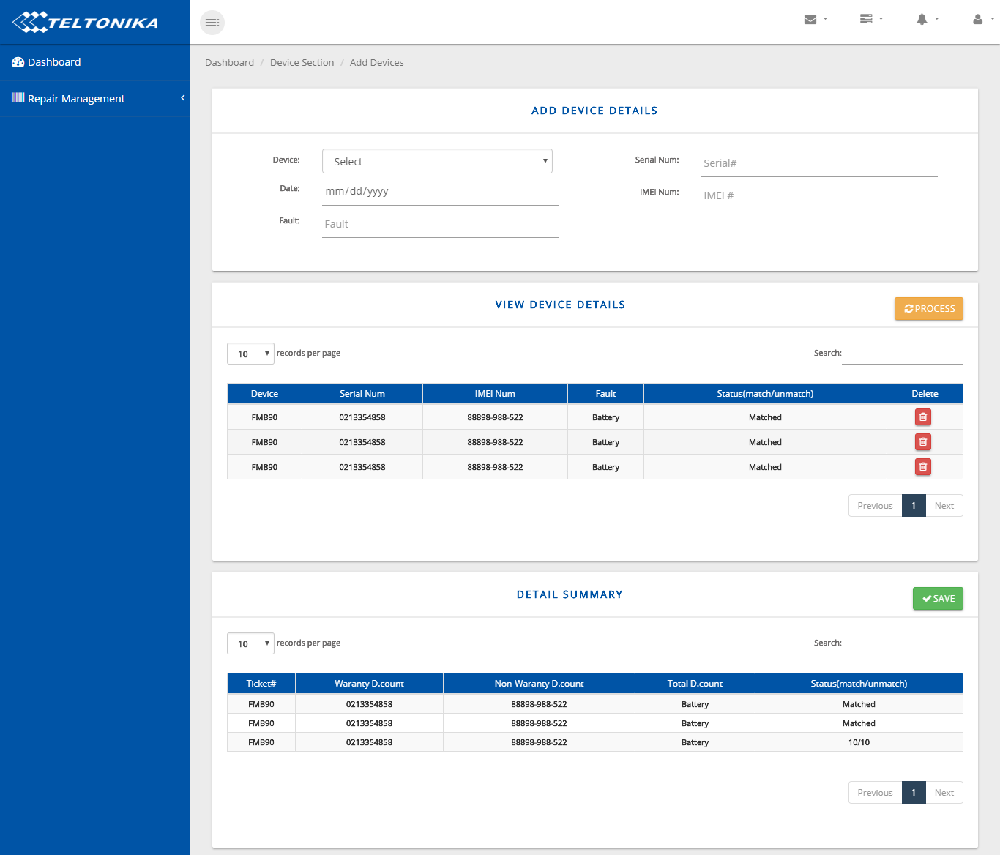 TELTONIKA
Dashboard
Repair Management
Dashboard / Device Section / Add Devices
ADD DEVICE DETAILS
Device: Select Serial Num: Serial#
Date: mm/dd/yyyy IMEI Num: IMEI #
Fault: Fault
VIEW DEVICE DETAILS PROCESS
10 records per page Search:
Device Serial Num IMEI Num Fault Status(match/unmatch) Delete
FMB90 0213354858 88898-988-522 Battery Matched
FMB90 0213354858 88898-988-522 Battery Matched
FMB90 0213354858 88898-988-522 Battery Matched
Previous 1 Next
DETAIL SUMMARY SAVE
10 records per page Search:
Ticket# Waranty D.count Non-Waranty D.count Total D.count Status(match/unmatch)
FMB90 0213354858 88898-988-522 Battery Matched
FMB90 0213354858 88898-988-522 Battery Matched
FMB90 0213354858 88898-988-522 Battery 10/10
Previous 1 Next